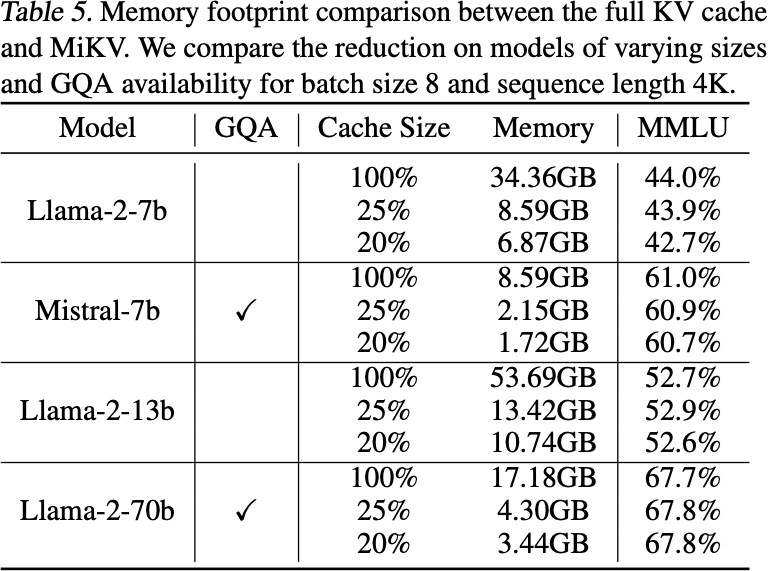 Table 5. Memory footprint comparison between the full KV cache
and MiKV. We compare the reduction on models of varying sizes
and GQA availability for batch size 8 and sequence length 4K.
Model GQA Cache Size Memory MMLU
100% 34.36GB 44.0%
Llama-2-7b 25% 8.59GB 43.9%
20% 6.87GB 42.7%
100% 8.59GB 61.0%
Mistral-7b ✓ 25% 2.15GB 60.9%
20% 1.72GB 60.7%
100% 53.69GB 52.7%
Llama-2-13b 25% 13.42GB 52.9%
20% 10.74GB 52.6%
100% 17.18GB 67.7%
Llama-2-70b ✓ 25% 4.30GB 67.8%
20% 3.44GB 67.8%